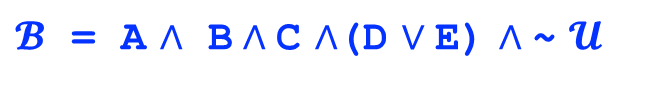 ℬ = A ∧ B ∧ C ∧ (D ∨ E) ∧ ~ 𝒰